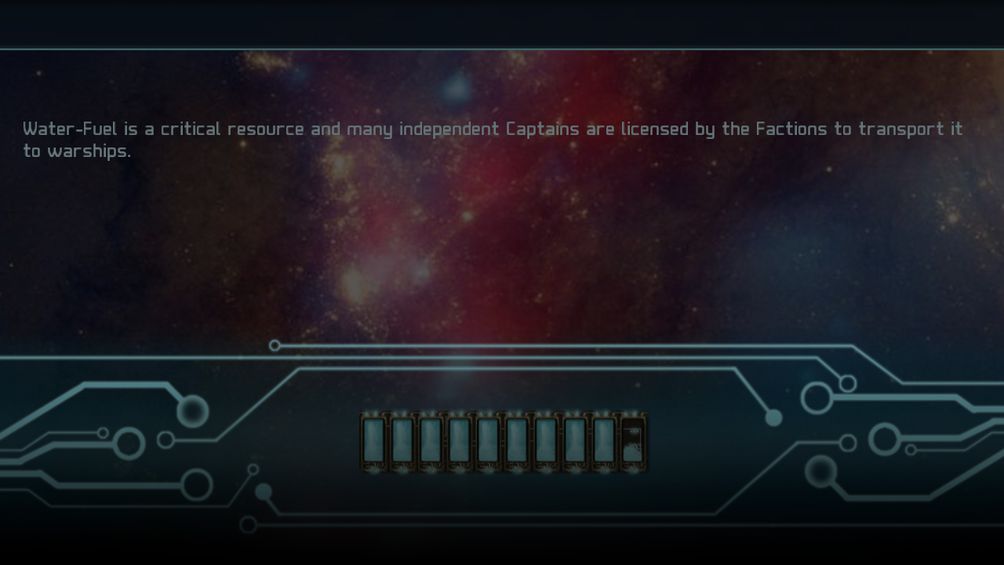 Water-Fuel is a critical resource and many independent Captains are licensed by the Factions to transport it
to warships.